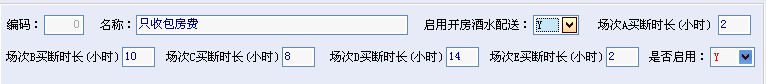 编码： 0 名称： 只收包房费 启用开房酒水配送： Y 场次A买断时长(小时) 2
场次B买断时长(小时) 10 场次C买断时长(小时) 8 场次D买断时长(小时) 14 场次E买断时长(小时) 2 是否启用： Y